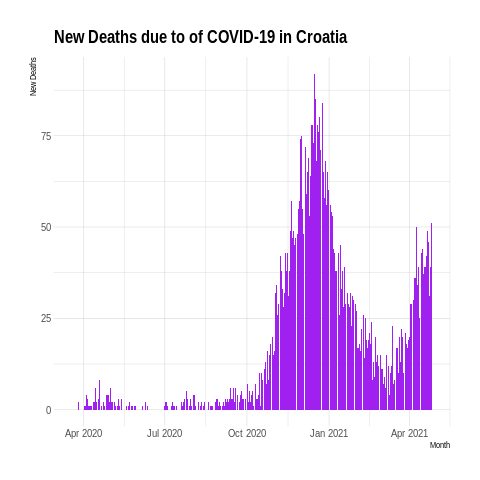 New Deaths due to of COVID-19 in Croatia
New Deaths
75
50
25
0
Apr 2020 Jul 2020 Oct 2020 Jan 2021 Apr 2021
Month